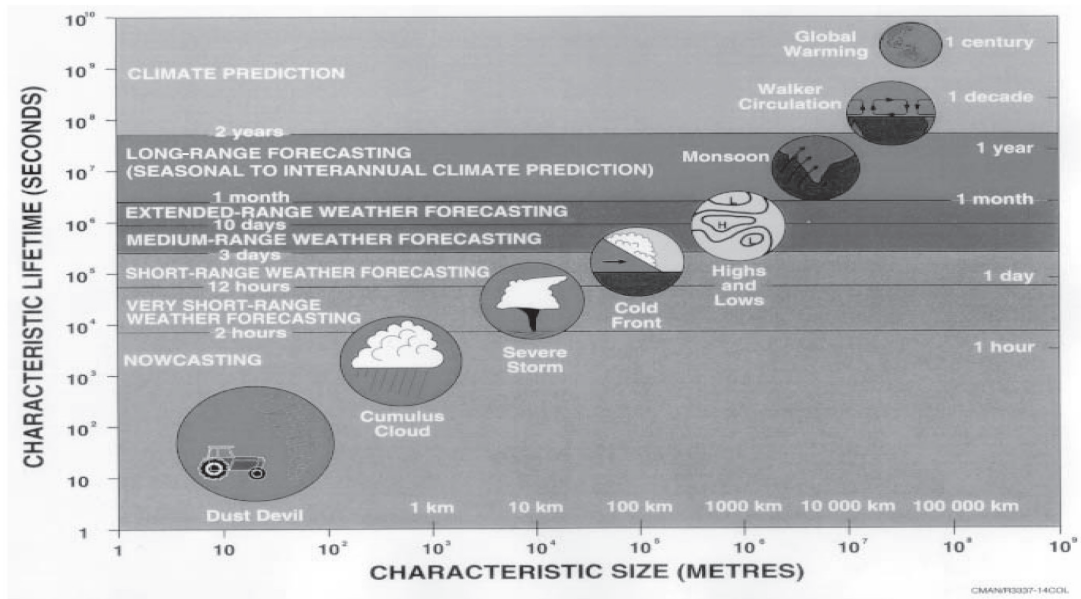 CHARACTERISTIC LIFETIME (SECONDS)
10¹⁰
10⁹
10⁸
10⁷
10⁶
10⁵
10⁴
10³
10²
10
1
CLIMATE PREDICTION
2 years
LONG-RANGE FORECASTING
(SEASONAL TO INTERANNUAL CLIMATE PREDICTION)
1 month
EXTENDED-RANGE WEATHER FORECASTING
10 days
MEDIUM-RANGE WEATHER FORECASTING
3 days
SHORT-RANGE WEATHER FORECASTING
12 hours
VERY SHORT-RANGE
WEATHER FORECASTING
2 hours
NOWCASTING
Global
Warming
1 century
Walker
Circulation
1 decade
Monsoon
1 year
1 month
L
H
L
Highs
and
Lows
1 day
Cold
Front
Severe
Storm
1 hour
Cumulus
Cloud
Dust Devil
1 km
10 km
100 km
1000 km
10 000 km
100 000 km
1
10
10²
10³
10⁴
10⁵
10⁶
10⁷
10⁸
10⁹
CHARACTERISTIC SIZE (METRES)
CMAN/R3337-14COL